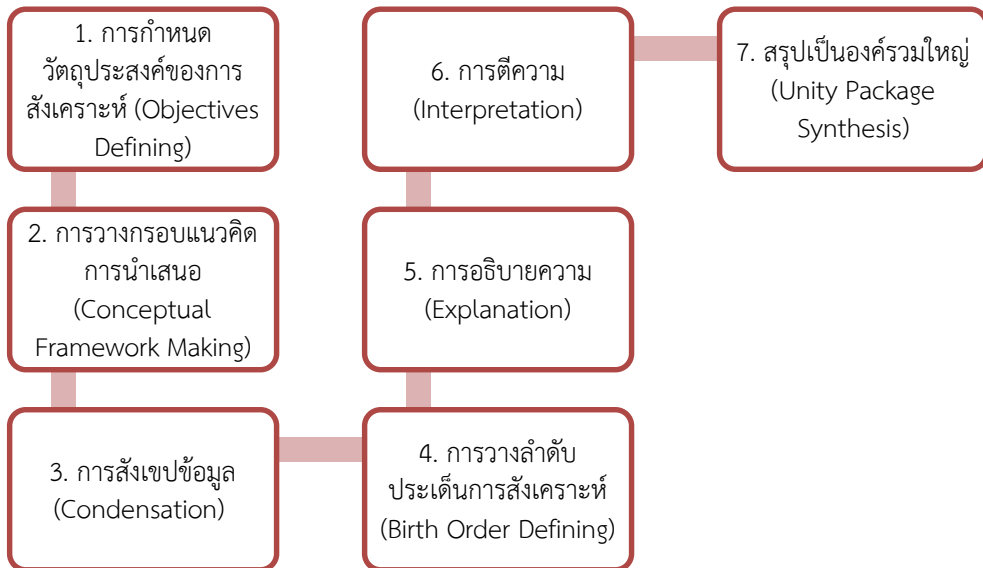 1. การกำหนด
วัตถุประสงค์ของการ
สังเคราะห์ (Objectives
Defining)
2. การวางกรอบแนวคิด
การนำเสนอ
(Conceptual
Framework Making)
3. การสังเขปข้อมูล
(Condensation)
4. การวางลำดับ
ประเด็นการสังเคราะห์
(Birth Order Defining)
5. การอธิบายความ
(Explanation)
6. การตีความ
(Interpretation)
7. สรุปเป็นองค์รวมใหญ่
(Unity Package
Synthesis)